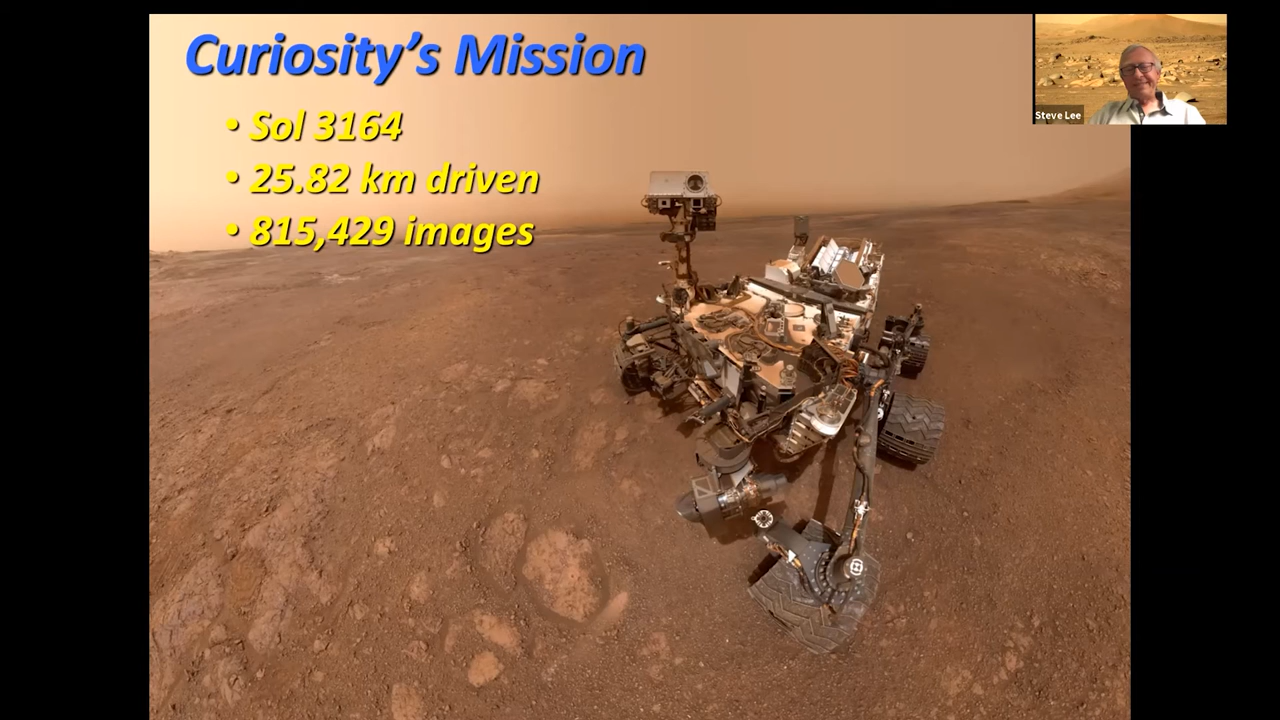 Curiosity's Mission
• Sol 3164
• 25.82 km driven
• 815,429 images
Steve Lee